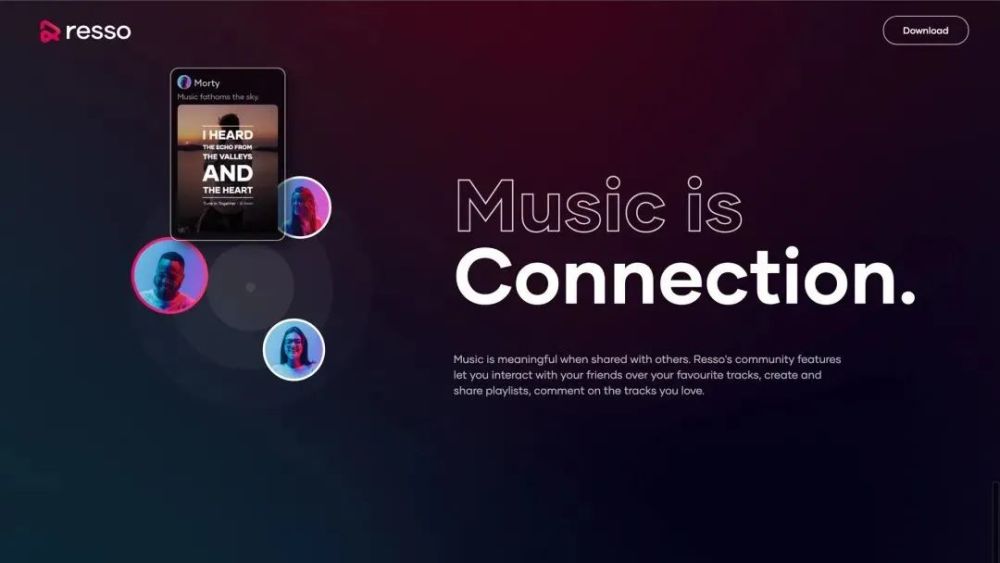 resso
Download
Morty
Music fathoms the sky.
I HEARD
THE ECHO FROM
THE VALLEYS
AND
THE HEART
Music is
Connection.
Music is meaningful when shared with others. Resso's community features
let you interact with your friends over your favourite tracks, create and
share playlists, comment on the tracks you love.